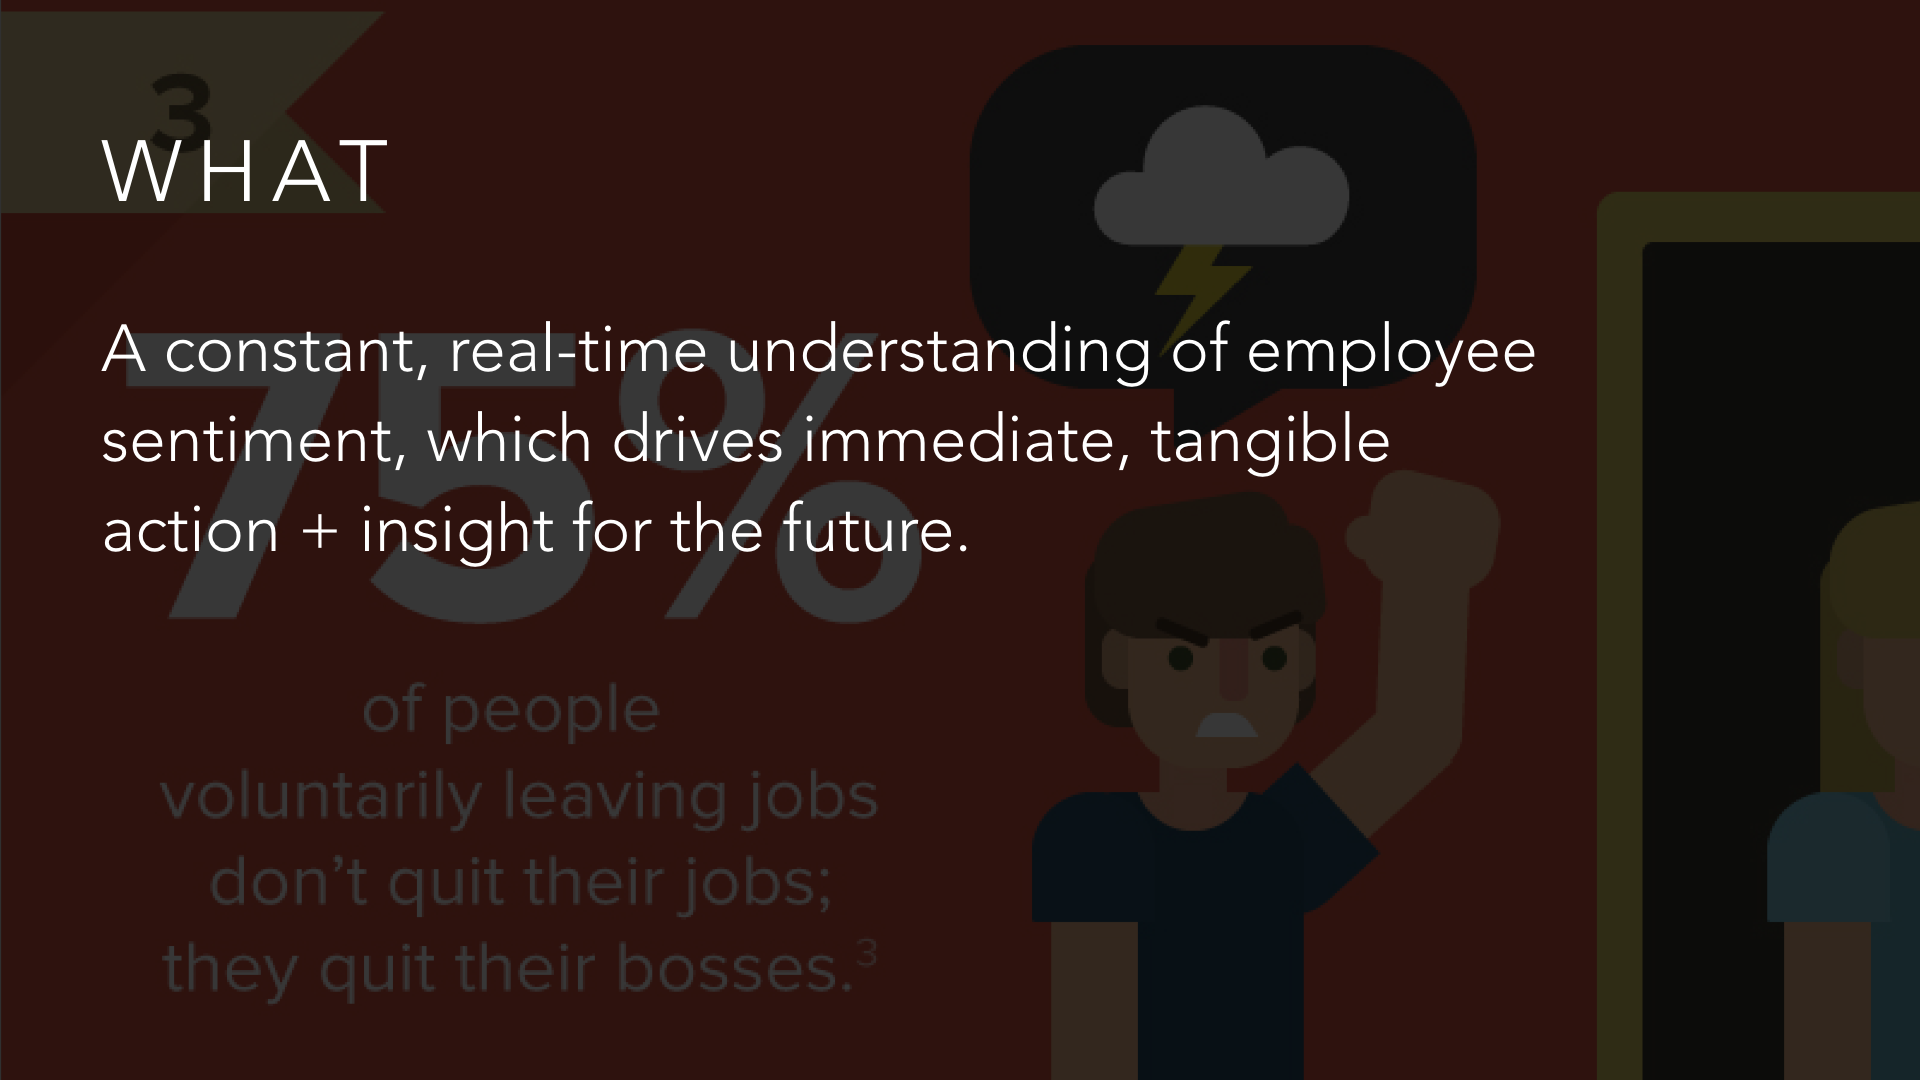 3
WHAT
A constant, real-time understanding of employee
sentiment, which drives immediate, tangible
action + insight for the future.
75%
of people
voluntarily leaving jobs
don’t quit their jobs;
they quit their bosses.3